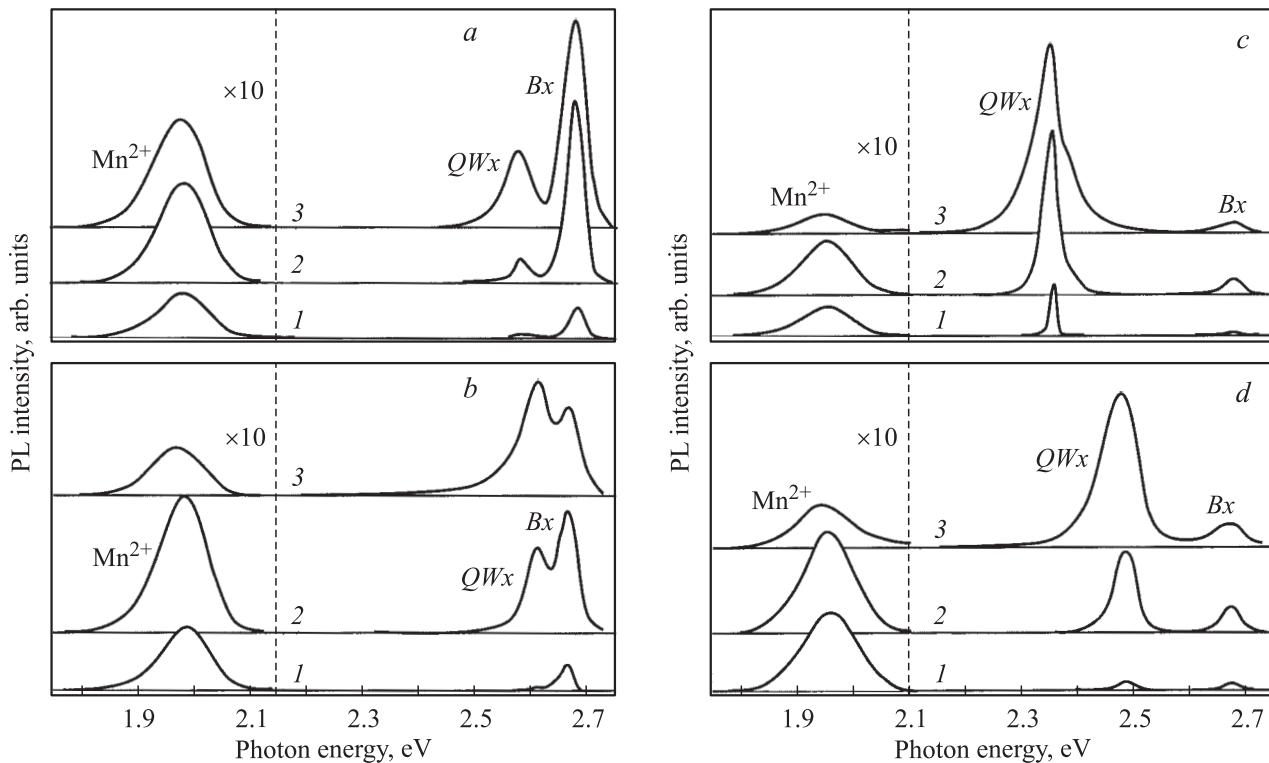 PL intensity, arb. units
a
×10
Bx
Mn2+
QWx
3
2
1
b
×10
3
Bx
Mn2+
QWx
2
1
1.9 2.1 2.3 2.5 2.7
Photon energy, eV
PL intensity, arb. units
c
QWx
×10
Mn2+
3
Bx
2
1
d
×10
QWx
Mn2+
3
Bx
2
1
1.9 2.1 2.3 2.5 2.7
Photon energy, eV